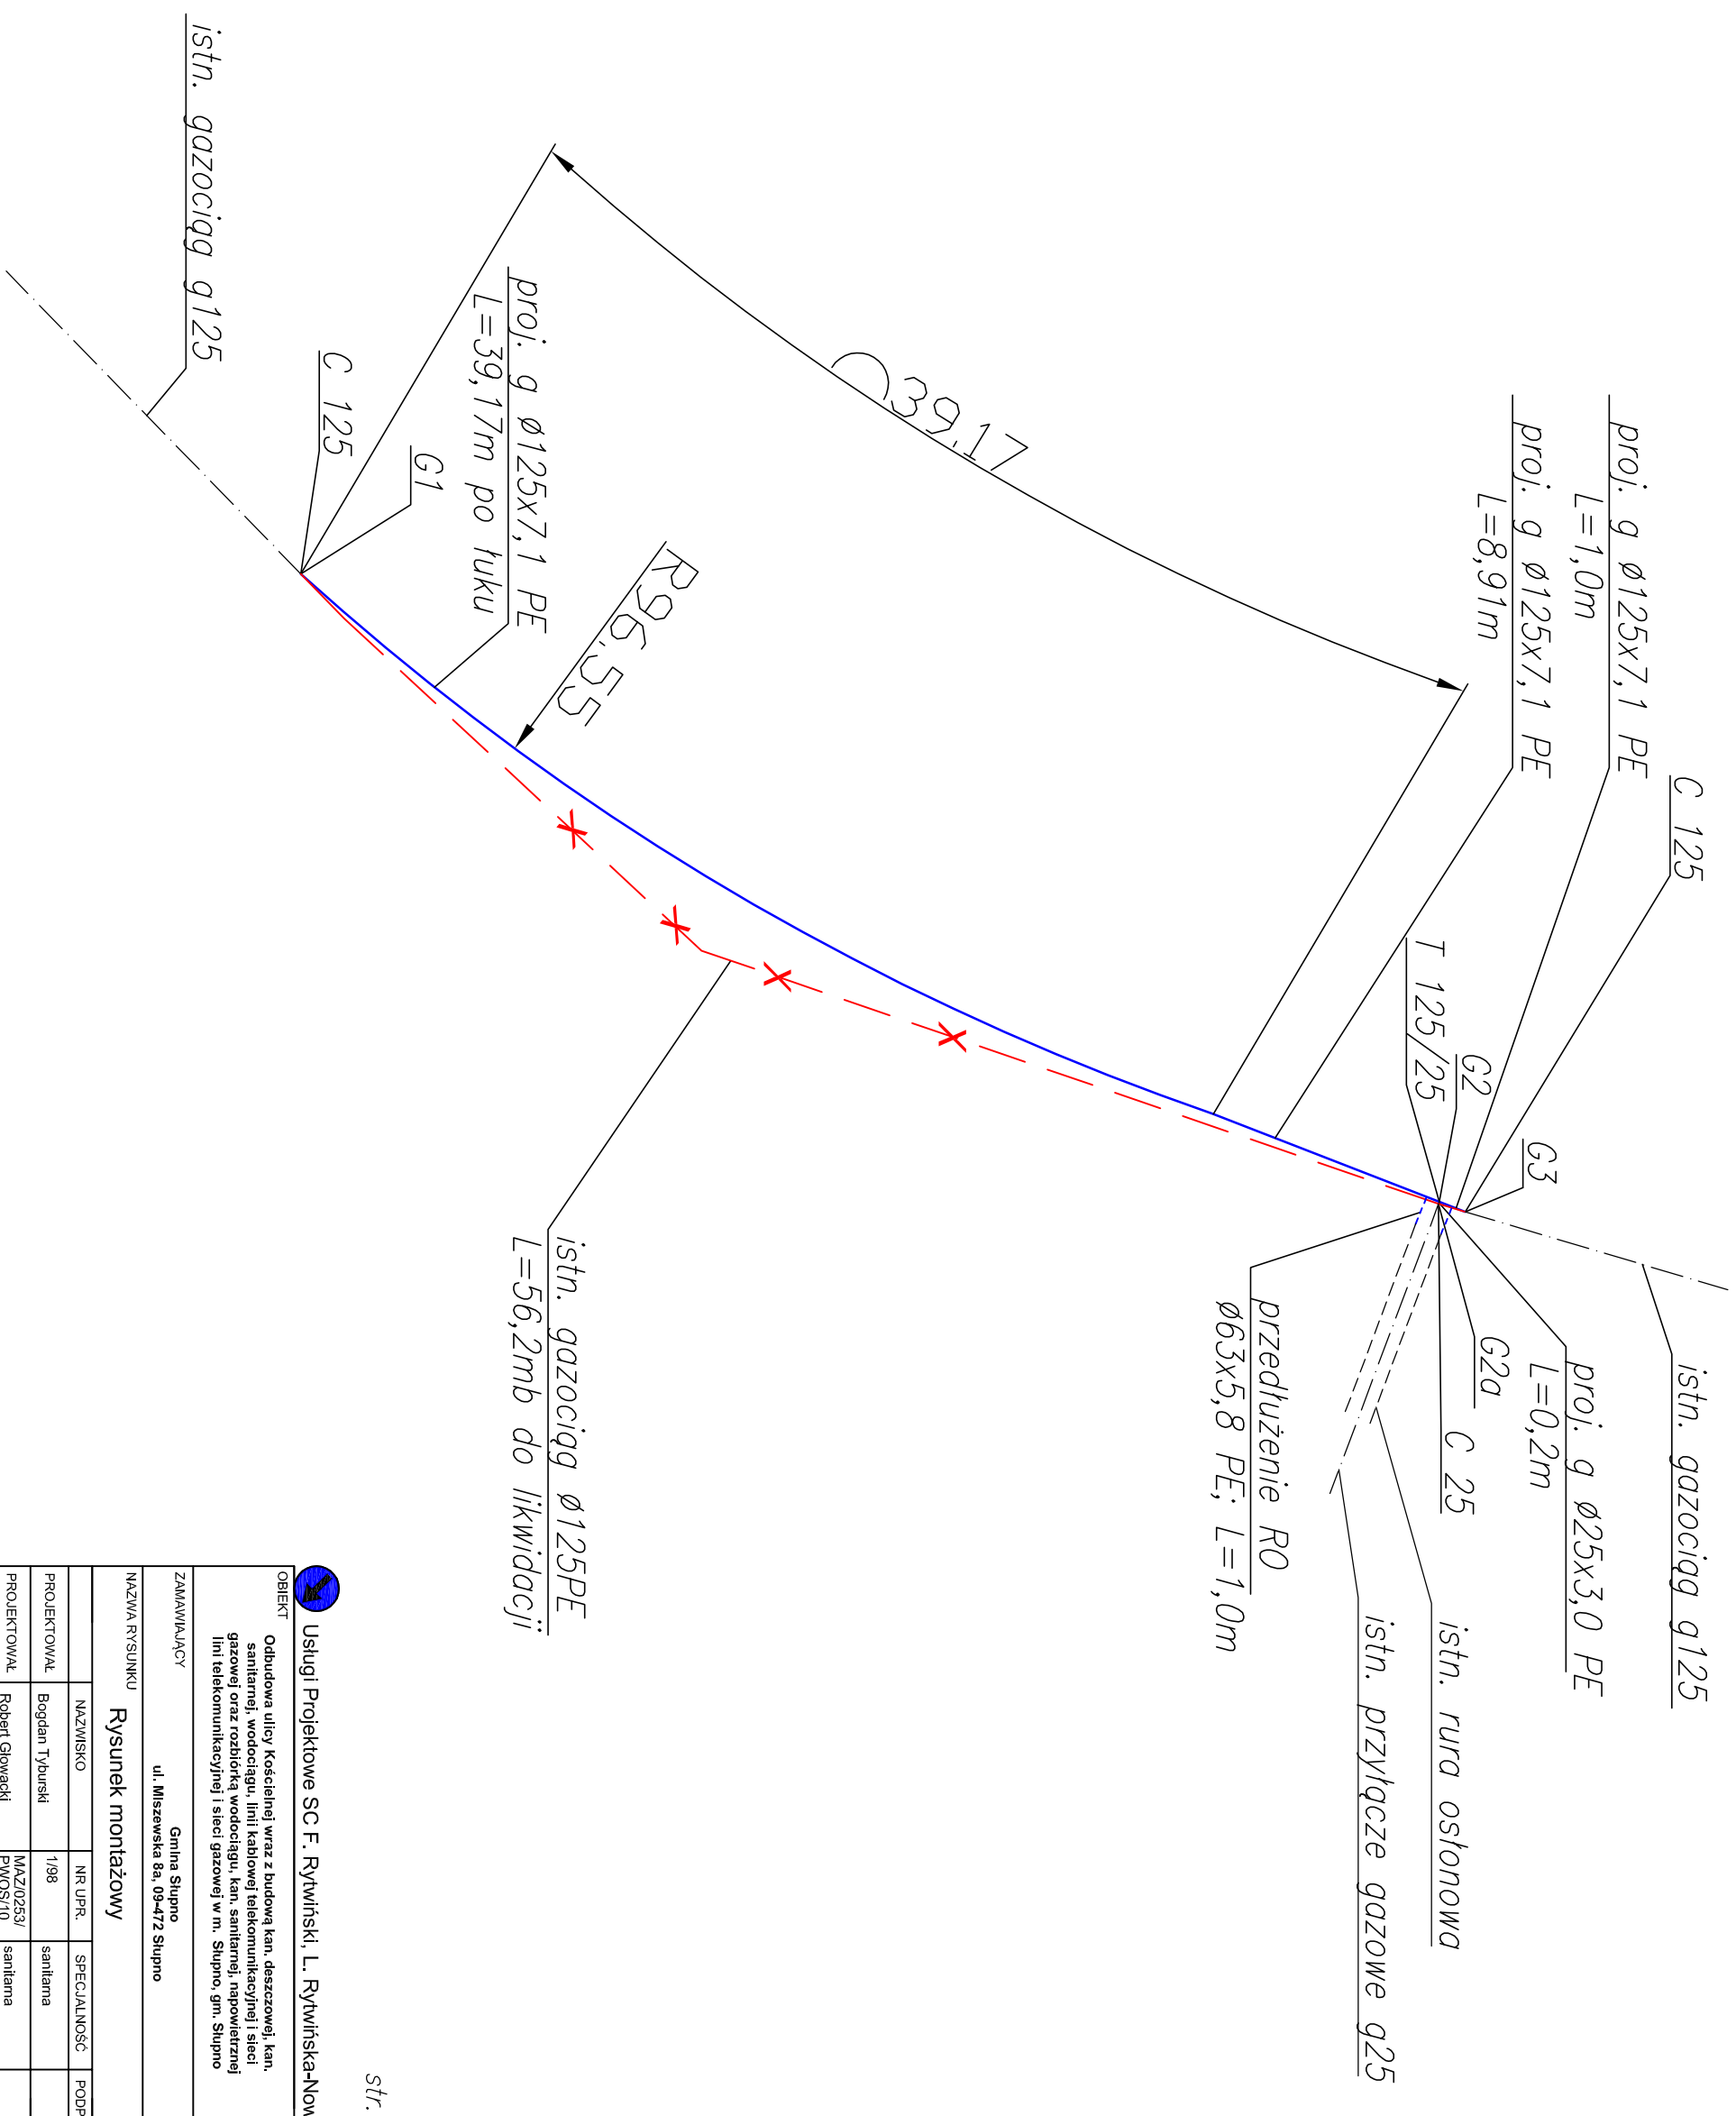 istn. gazociąg g125
C 125
G1
proj. g ø125x7,1 PE
L=39,17m po łuku
R96.55
39.17
proj. g ø125x7,1 PE
L=1,0m
proj. g ø125x7,1 PE
L=8,91m
C 125
T 125/25
G2
G3
istn. gazociąg g125
proj. g ø25x3,0 PE
L=0,2m
G2a
C 25
przedłużenie RO
ø63x5,8 PE; L=1,0m
istn. rura osłonowa
istn. przyłącze gazowe g25
istn. gazociąg ø125PE
L=56,2mb do likwidacji
str.
Usługi Projektowe SC F. Rytwiński, L. Rytwińska-Now
OBIEKT
Odbudowa ulicy Kościelnej wraz z budową kan. deszczowej, kan.
sanitarnej, wodociągu, linii kablowej telekomunikacyjnej i sieci
gazowej oraz rozbiórką wodociągu, kan. sanitarnej, napowietrznej
lini telekomunikacyjnej i sieci gazowej w m. Słupno, gm. Słupno
ZAMAWIAJĄCY
Gmina Słupno
ul. Miszewska 8a, 09-472 Słupno
NAZWA RYSUNKU
Rysunek montażowy
NAZWISKO NR UPR. SPECJALNOŚĆ PODP
PROJEKTOWAŁ Bogdan Tyburski 1/98 sanitarna
PROJEKTOWAŁ Robert Głowacki MAZ/0253/ sanitarna
PWOS/10